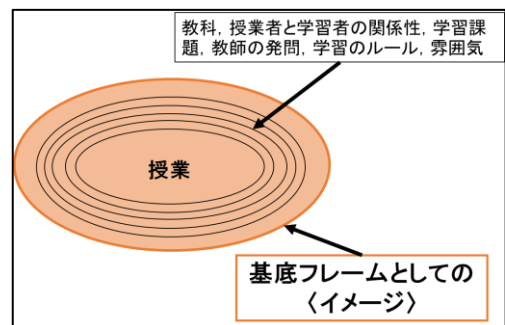 教科，授業者と学習者の関係性，学習課
題，教師の発問，学習のルール，雰囲気
授業
基底フレームとしての
〈イメージ〉